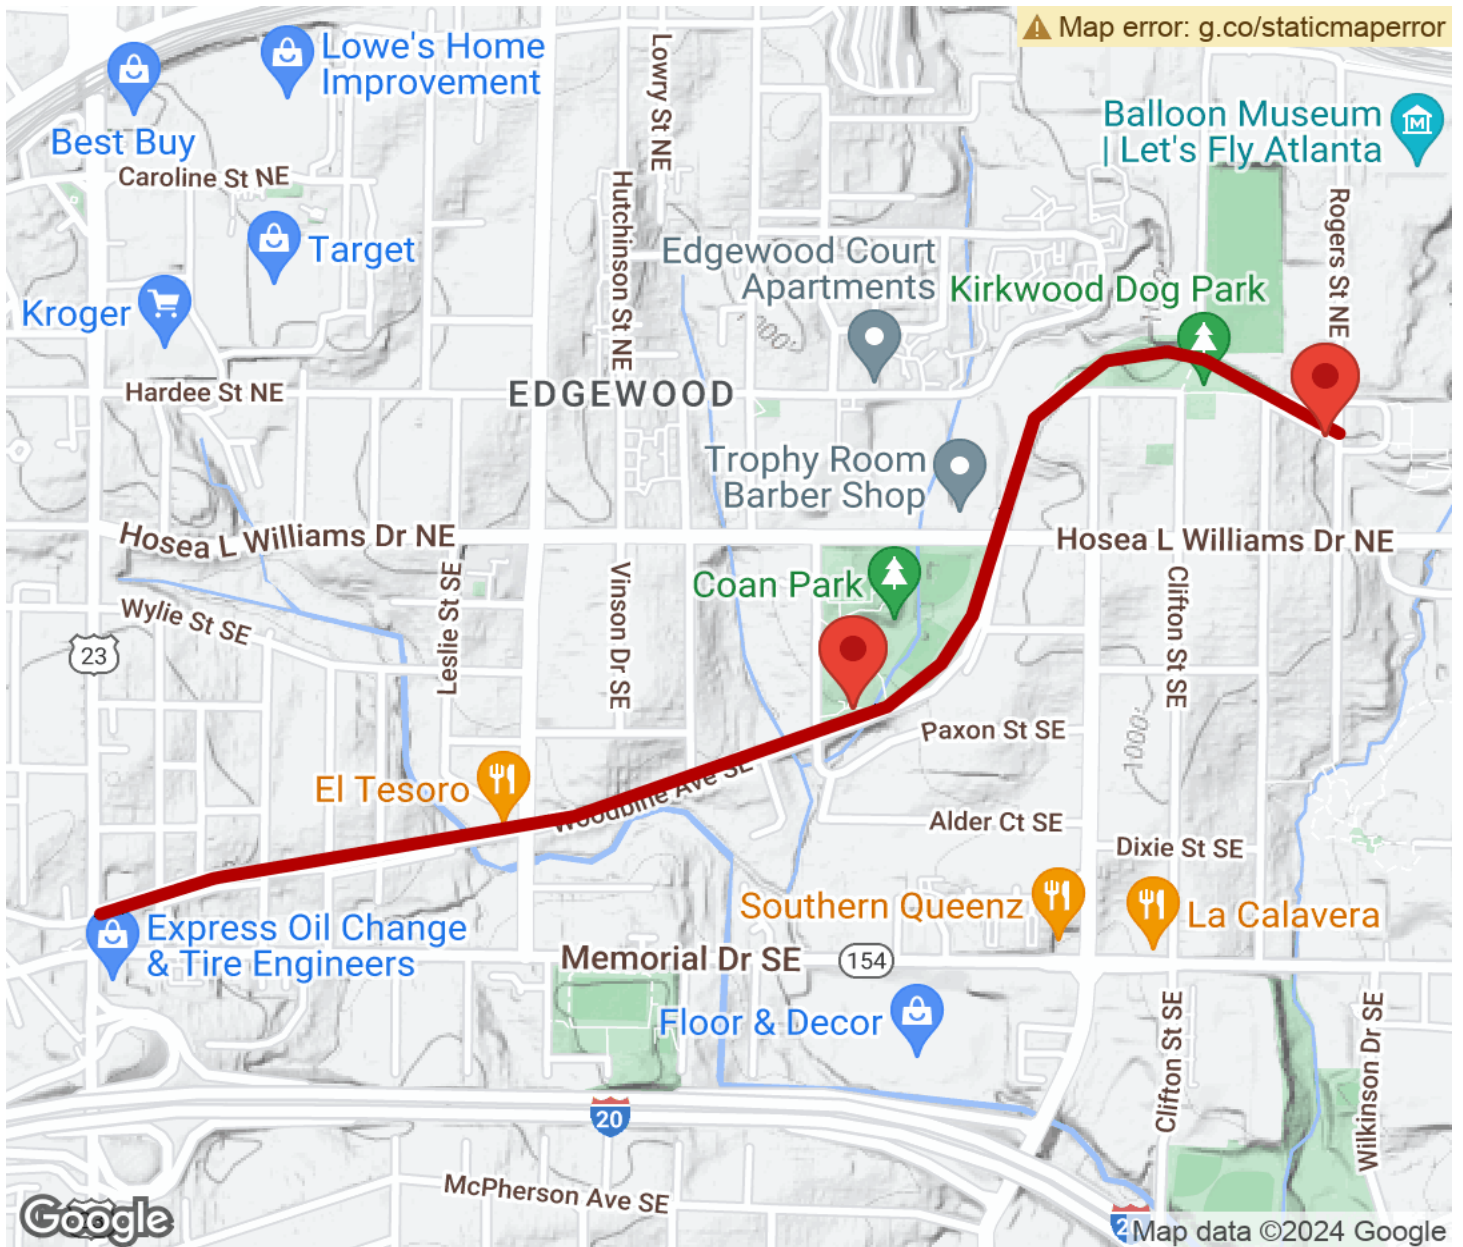 Map error: g.co/staticmaperror
Lowe's Home
Improvement
Best Buy
Lowry St NE
Balloon Museum
| Let's Fly Atlanta
Caroline St NE
Hutchinson St NE
Rogers St NE
Target
Edgewood Court
Apartments
Kirkwood Dog Park
Kroger
1000'
Hardee St NE
EDGEWOOD
Trophy Room
Barber Shop
Hosea L Williams Dr NE
Hosea L Williams Dr NE
Coan Park
Wylie St SE
Leslie St SE
Vinson Dr SE
Clifton St SE
23
Paxon St SE
1000'
El Tesoro
Woodbine Ave SE
Alder Ct SE
Dixie St SE
Southern Queenz
La Calavera
Express Oil Change
& Tire Engineers
Memorial Dr SE
154
Floor & Decor
Clifton St SE
Wilkinson Dr SE
20
McPherson Ave SE
Google
Map data ©2024 Google